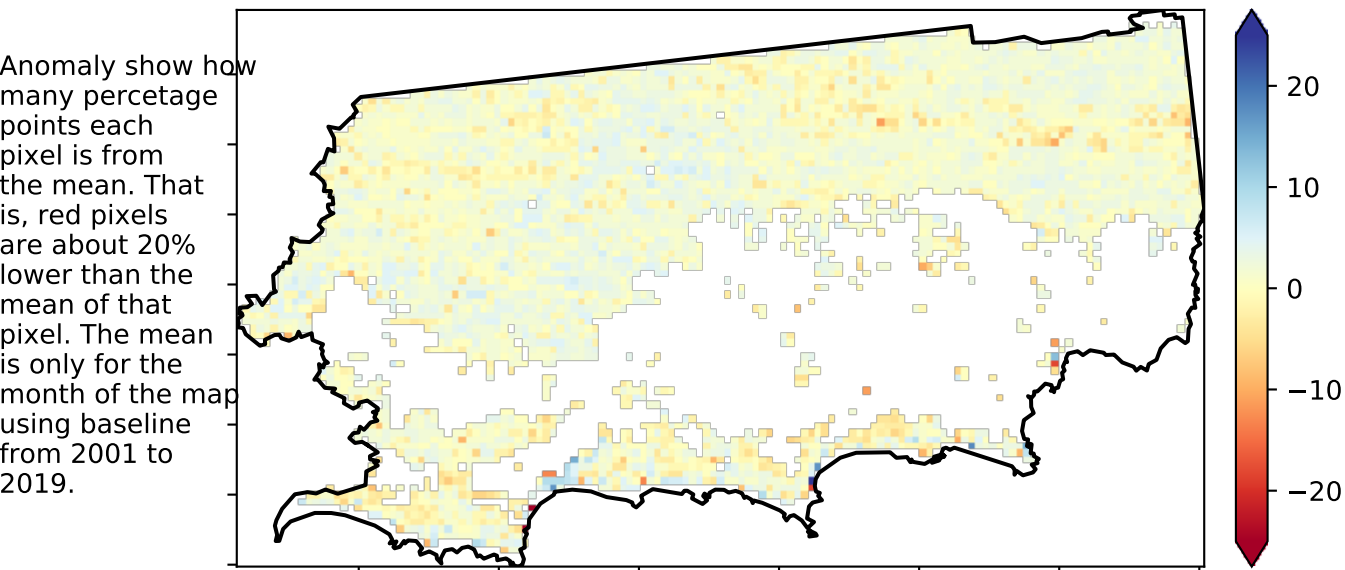 Anomaly show how
many percetage
points each
pixel is from
the mean. That
is, red pixels
are about 20%
lower than the
mean of that
pixel. The mean
is only for the
month of the map
using baseline
from 2001 to
2019.
20
10
0
−10
−20